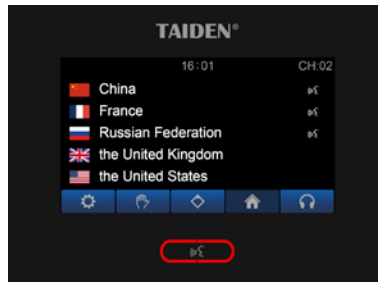 TAIDEN®
16:01 CH:02
China
France
Russian Federation
the United Kingdom
the United States